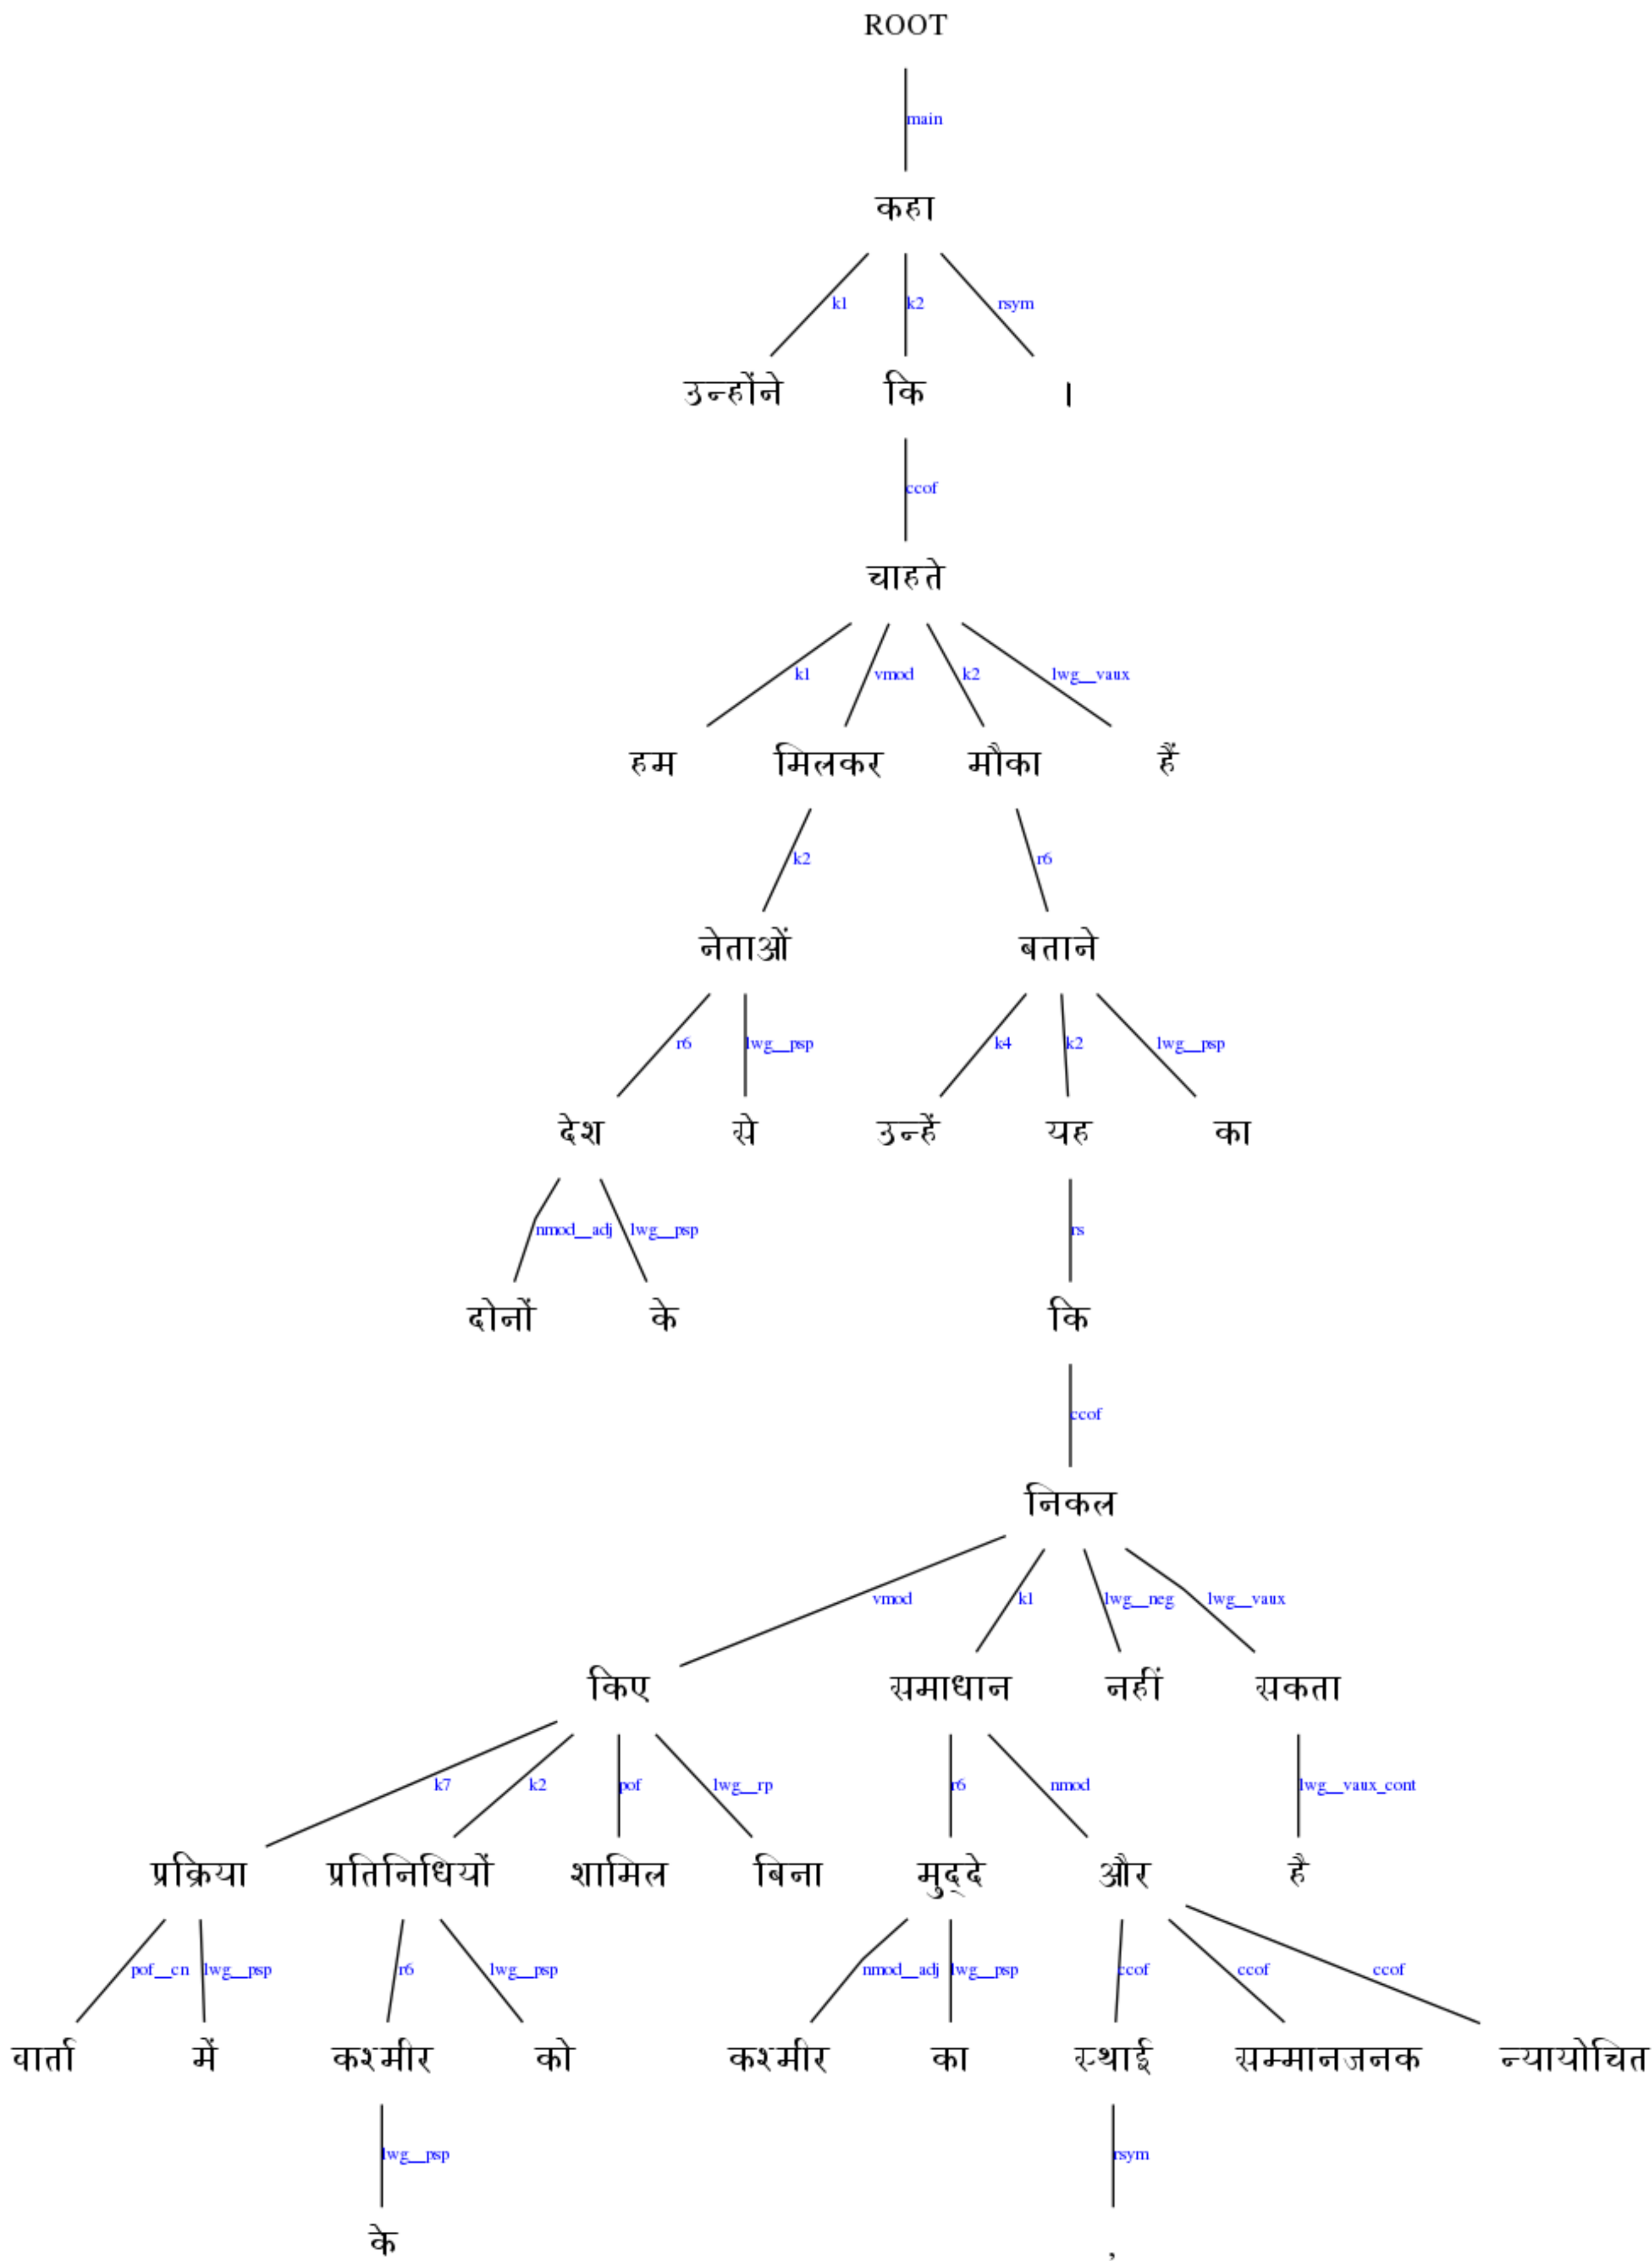 ROOT
main
कहा
k1 k2 rsym
उन्होंने कि ।
ccof
चाहते
k1 vmod k2 lwg__vaux
हम मिलकर मौका हैं
k2 r6
नेताओं बताने
r6 lwg__psp k4 k2 lwg__psp
देश से उन्हें यह का
nmod__adj lwg__psp rs
दोनों के कि
ccof
निकल
vmod k1 lwg__neg lwg__vaux
किए समाधान नहीं सकता
k7 k2 pof lwg__rp r6 nmod lwg__vaux_cont
प्रक्रिया प्रतिनिधियों शामिल बिना मुद्दे और है
pof__cn lwg__psp r6 lwg__psp nmod__adj lwg__psp ccof ccof ccof
वार्ता में कश्मीर को कश्मीर का स्थाई सम्मानजनक न्यायोचित
lwg__psp rsym
के ,